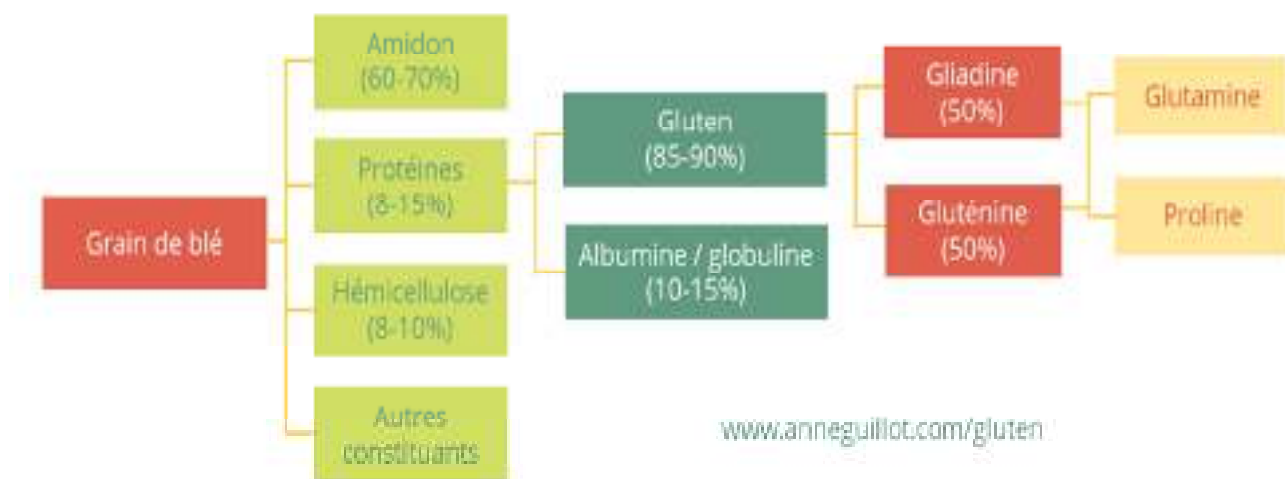 Grain de blé
Amidon
(60-70%)
Protéines
(8-15%)
Hémicellulose
(8-10%)
Autres
constituants
Gluten
(85-90%)
Albumine / globuline
(10-15%)
Gliadine
(50%)
Gluténine
(50%)
Glutamine
Proline
www.anneguillot.com/gluten